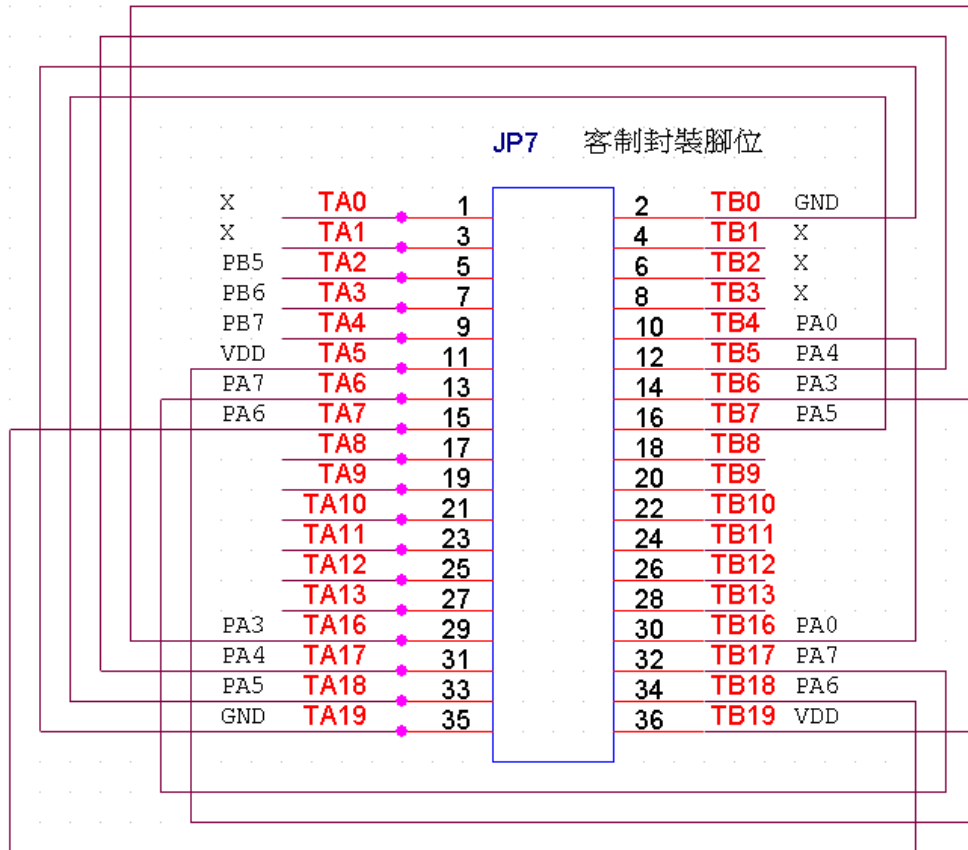 JP7 客制封裝腳位
X TA0 1 2 TB0 GND
X TA1 3 4 TB1 X
PB5 TA2 5 6 TB2 X
PB6 TA3 7 8 TB3 X
PB7 TA4 9 10 TB4 PA0
VDD TA5 11 12 TB5 PA4
PA7 TA6 13 14 TB6 PA3
PA6 TA7 15 16 TB7 PA5
TA8 17 18 TB8
TA9 19 20 TB9
TA10 21 22 TB10
TA11 23 24 TB11
TA12 25 26 TB12
TA13 27 28 TB13
PA3 TA16 29 30 TB16 PA0
PA4 TA17 31 32 TB17 PA7
PA5 TA18 33 34 TB18 PA6
GND TA19 35 36 TB19 VDD